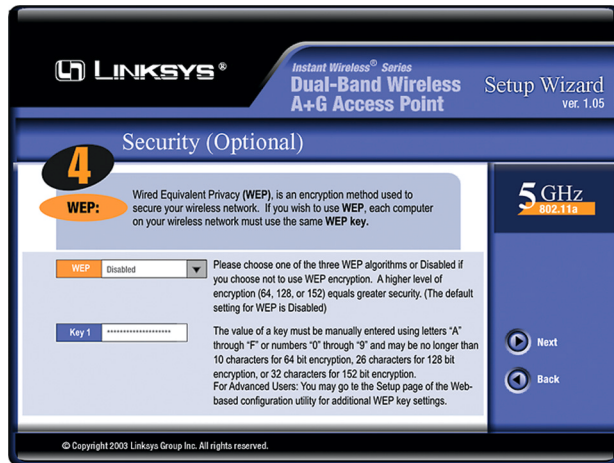 LINKSYS®
Instant Wireless® Series
Dual-Band Wireless
A+G Access Point
Setup Wizard
ver. 1.05
4
Security (Optional)
WEP:
Wired Equivalent Privacy (WEP), is an encryption method used to
secure your wireless network. If you wish to use WEP, each computer
on your wireless network must use the same WEP key.
5 GHz
802.11a
WEP
Disabled
Please choose one of the three WEP algorithms or Disabled if
you choose not to use WEP encryption. A higher level of
encryption (64, 128, or 152) equals greater security. (The default
setting for WEP is Disabled)
Key 1
********************
The value of a key must be manually entered using letters “A”
through “F” or numbers “0” through “9” and may be no longer than
10 characters for 64 bit encryption, 26 characters for 128 bit
encryption, or 32 characters for 152 bit encryption.
For Advanced Users: You may go te the Setup page of the Web-
based configuration utility for additional WEP key settings.
Next
Back
© Copyright 2003 Linksys Group Inc. All rights reserved.